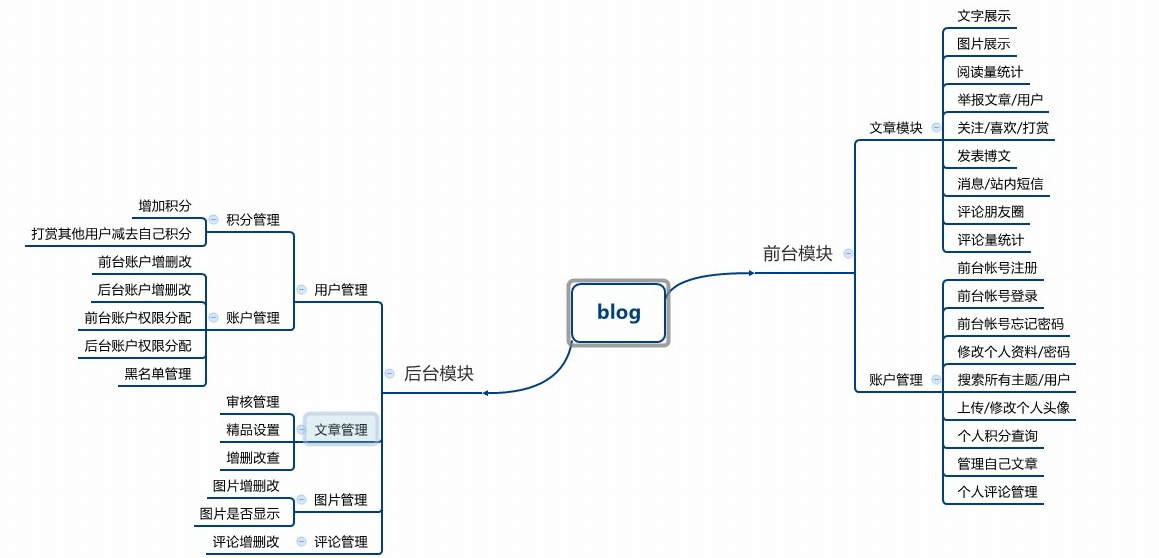 blog
前台模块
文章模块
文字展示
图片展示
阅读量统计
举报文章/用户
关注/喜欢/打赏
发表博文
消息/站内短信
评论朋友圈
评论量统计
账户管理
前台帐号注册
前台帐号登录
前台帐号忘记密码
修改个人资料/密码
搜索所有主题/用户
上传/修改个人头像
个人积分查询
管理自己文章
个人评论管理
后台模块
用户管理
积分管理
增加积分
打赏其他用户减去自己积分
账户管理
前台账户增删改
后台账户增删改
前台账户权限分配
后台账户权限分配
黑名单管理
文章管理
审核管理
精品设置
增删改查
图片管理
图片增删改
图片是否显示
评论管理
评论增删改